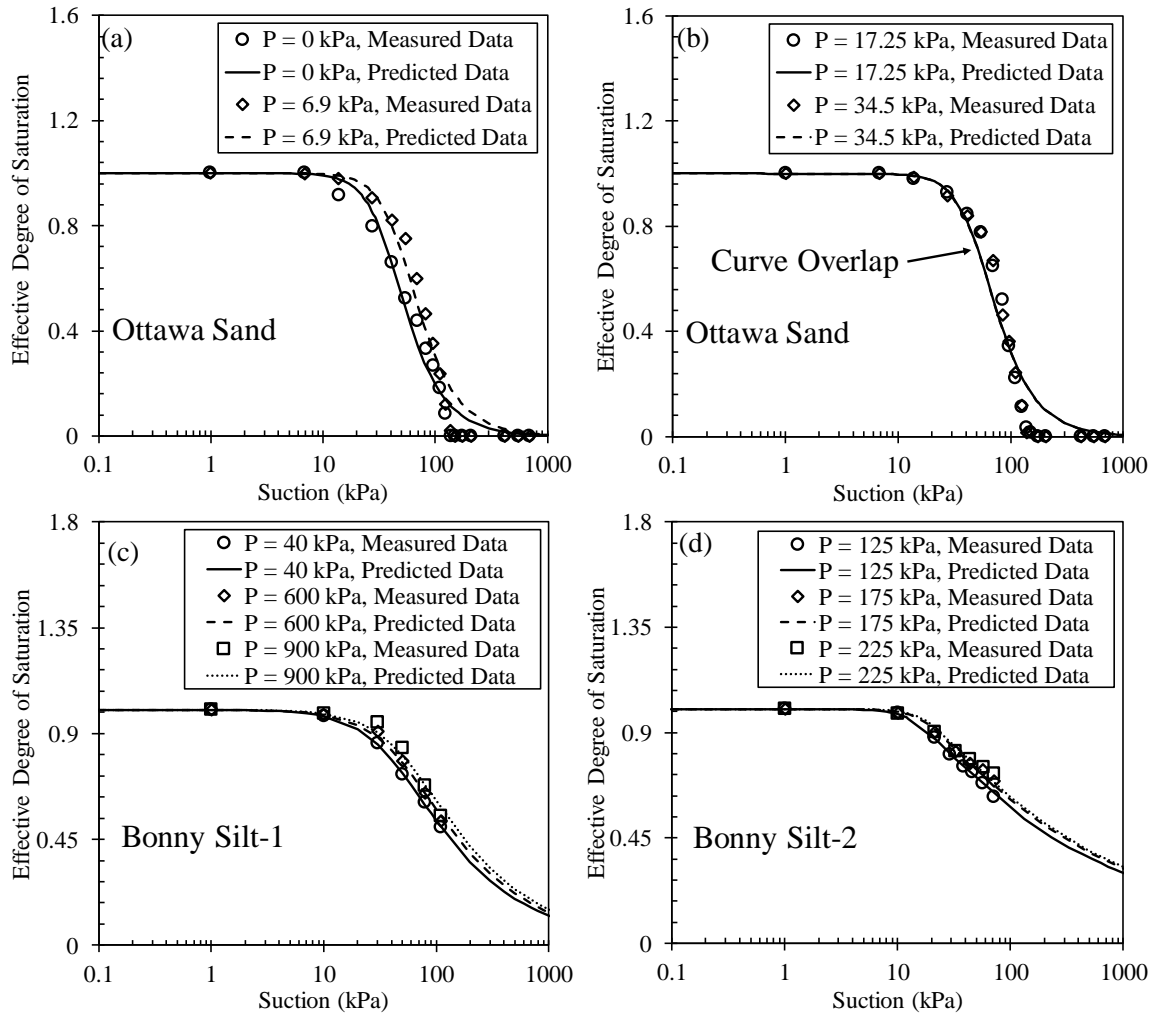 (a)
P = 0 kPa, Measured Data
P = 0 kPa, Predicted Data
P = 6.9 kPa, Measured Data
P = 6.9 kPa, Predicted Data
Ottawa Sand
Effective Degree of Saturation
1.6
1.2
0.8
0.4
0
0.1
1
10
100
1000
Suction (kPa)
(b)
P = 17.25 kPa, Measured Data
P = 17.25 kPa, Predicted Data
P = 34.5 kPa, Measured Data
P = 34.5 kPa, Predicted Data
Curve Overlap
Ottawa Sand
Effective Degree of Saturation
1.6
1.2
0.8
0.4
0
0.1
1
10
100
1000
Suction (kPa)
(c)
P = 40 kPa, Measured Data
P = 40 kPa, Predicted Data
P = 600 kPa, Measured Data
P = 600 kPa, Predicted Data
P = 900 kPa, Measured Data
P = 900 kPa, Predicted Data
Bonny Silt-1
Effective Degree of Saturation
1.8
1.35
0.9
0.45
0
0.1
1
10
100
1000
Suction (kPa)
(d)
P = 125 kPa, Measured Data
P = 125 kPa, Predicted Data
P = 175 kPa, Measured Data
P = 175 kPa, Predicted Data
P = 225 kPa, Measured Data
P = 225 kPa, Predicted Data
Bonny Silt-2
Effective Degree of Saturation
1.8
1.35
0.9
0.45
0
0.1
1
10
100
1000
Suction (kPa)